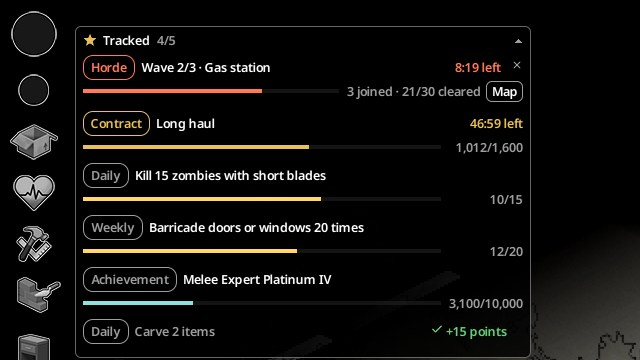 Tracked 4/5
Horde Wave 2/3 · Gas station 8:19 left ×
3 joined · 21/30 cleared Map
Contract Long haul 46:59 left
1,012/1,600
Daily Kill 15 zombies with short blades
10/15
Weekly Barricade doors or windows 20 times
12/20
Achievement Melee Expert Platinum IV
3,100/10,000
Daily Carve 2 items ✓ +15 points